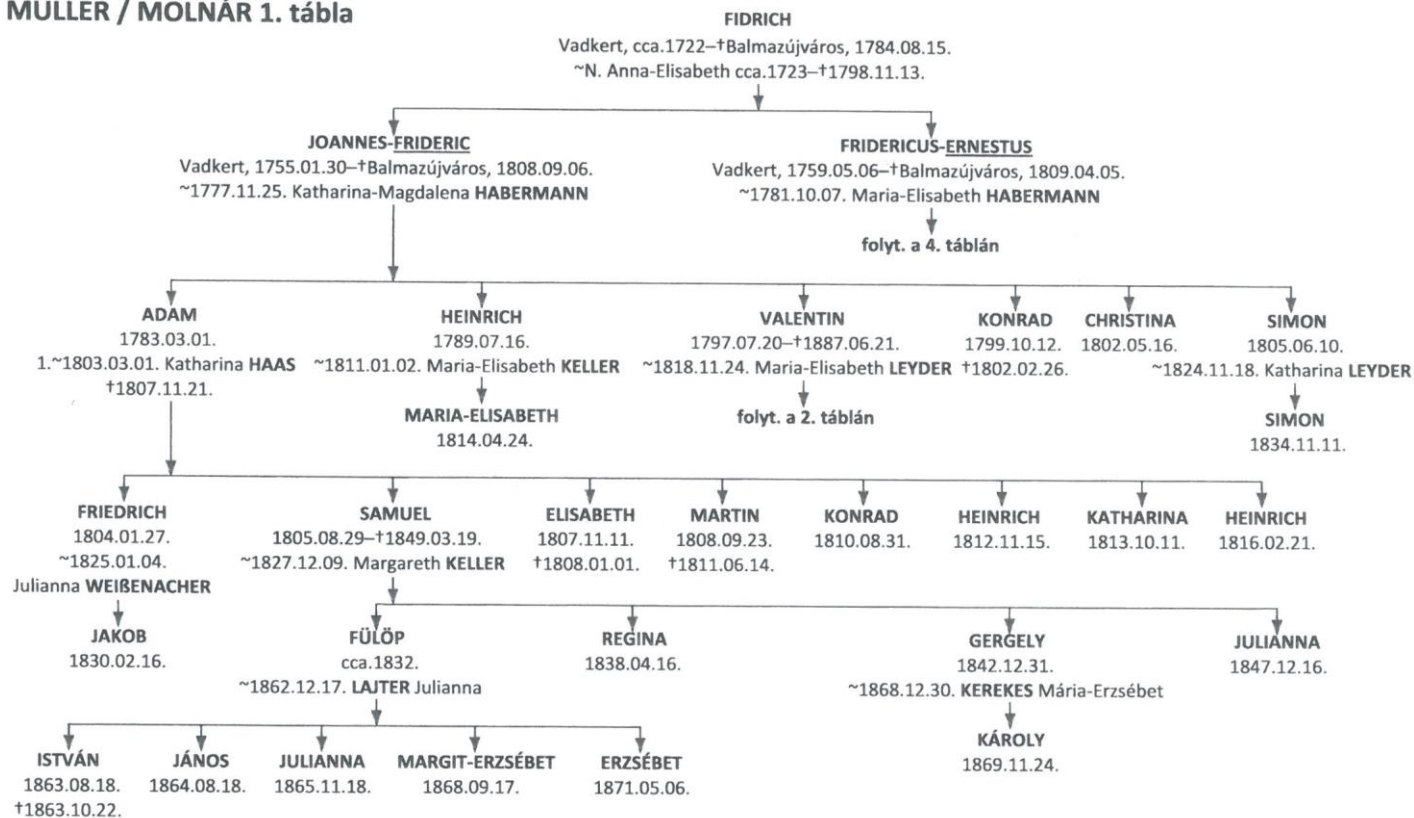 MÜLLER / MOLNÁR 1. tábla
FIDRICH
Vadkert, cca.1722–†Balmazújváros, 1784.08.15.
~N. Anna-Elisabeth cca.1723–†1798.11.13.
JOANNES-FRIDERIC
Vadkert, 1755.01.30–†Balmazújváros, 1808.09.06.
~1777.11.25. Katharina-Magdalena HABERMANN
FRIDERICUS-ERNESTUS
Vadkert, 1759.05.06–†Balmazújváros, 1809.04.05.
~1781.10.07. Maria-Elisabeth HABERMANN
folyt. a 4. táblán
ADAM
1783.03.01.
1.~1803.03.01. Katharina HAAS
†1807.11.21.
HEINRICH
1789.07.16.
~1811.01.02. Maria-Elisabeth KELLER
MARIA-ELISABETH
1814.04.24.
VALENTIN
1797.07.20–†1887.06.21.
~1818.11.24. Maria-Elisabeth LEYDER
folyt. a 2. táblán
KONRAD
1799.10.12.
†1802.02.26.
CHRISTINA
1802.05.16.
SIMON
1805.06.10.
~1824.11.18. Katharina LEYDER
SIMON
1834.11.11.
FRIEDRICH
1804.01.27.
~1825.01.04.
Julianna WEIßENACHER
JAKOB
1830.02.16.
SAMUEL
1805.08.29–†1849.03.19.
~1827.12.09. Margareth KELLER
ELISABETH
1807.11.11.
†1808.01.01.
MARTIN
1808.09.23.
†1811.06.14.
KONRAD
1810.08.31.
HEINRICH
1812.11.15.
KATHARINA
1813.10.11.
HEINRICH
1816.02.21.
FÜLÖP
cca.1832.
~1862.12.17. LAJTER Julianna
REGINA
1838.04.16.
GERGELY
1842.12.31.
~1868.12.30. KEREKES Mária-Erzsébet
KÁROLY
1869.11.24.
JULIANNA
1847.12.16.
ISTVÁN
1863.08.18.
†1863.10.22.
JÁNOS
1864.08.18.
JULIANNA
1865.11.18.
MARGIT-ERZSÉBET
1868.09.17.
ERZSÉBET
1871.05.06.